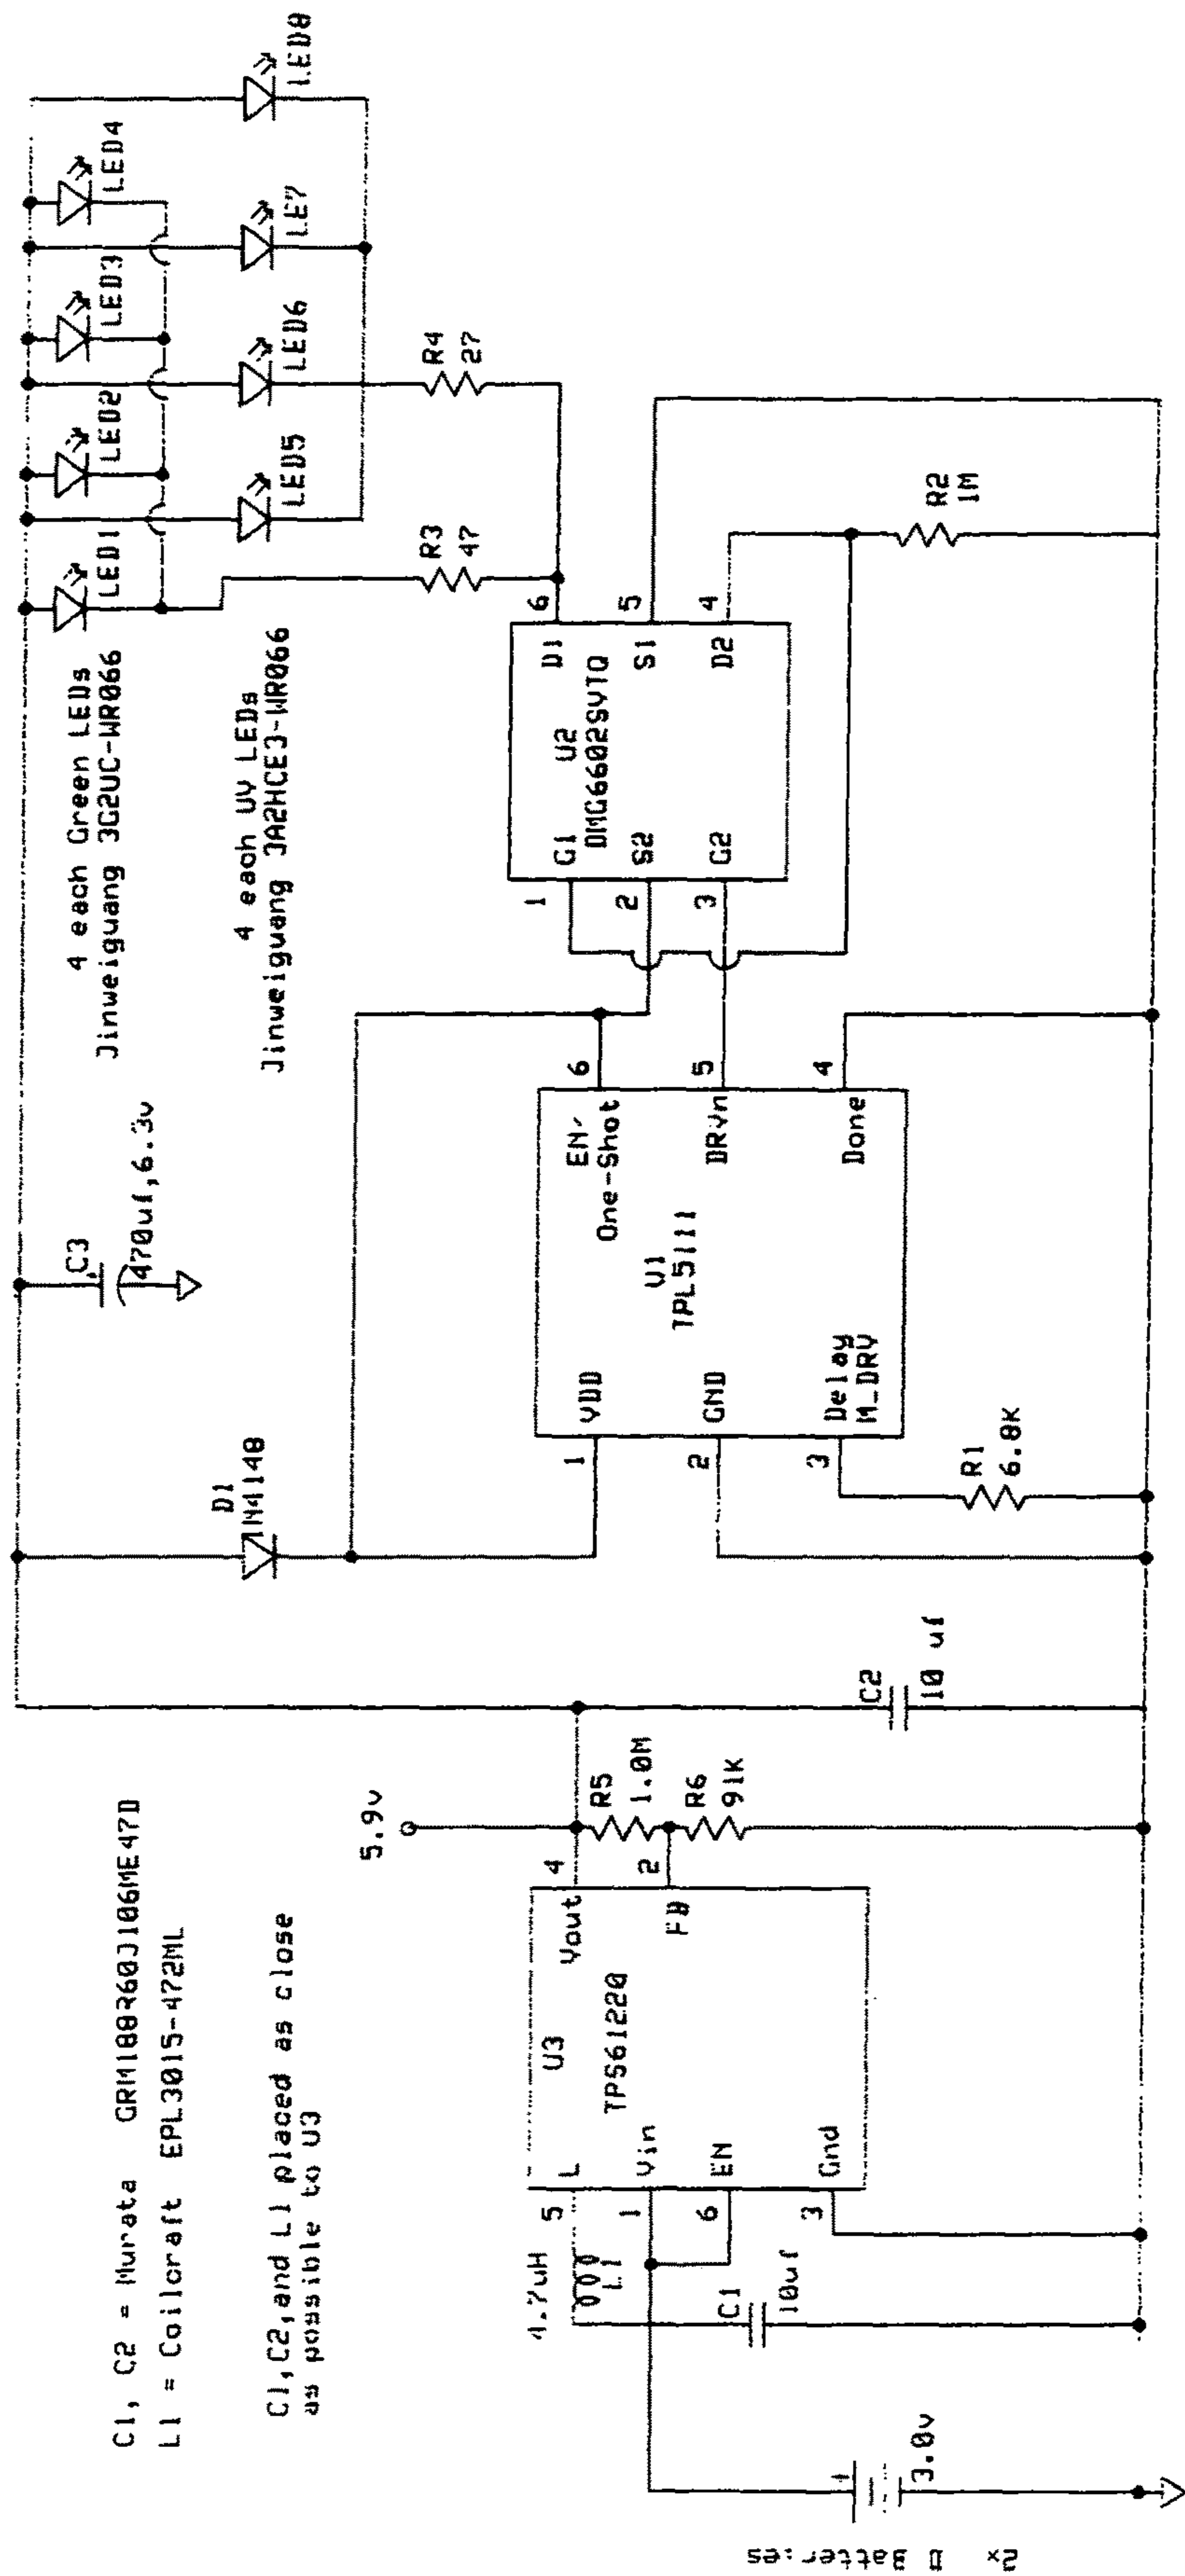 C1, C2 = Murata GRM188R60J106ME47D
L1 = Coilcraft EPL3015-472ML
C1,C2,and L1 placed as close
as possible to U3
2x D Batteries
3.0v
4.7uH
L1
C1
10uf
5
L
1
Vin
6
EN
3
Gnd
U3
TPS61220
Vout
4
FB
2
5.9v
R5
1.0M
R6
91K
C2
10 uf
D1
1N4148
C3
470uf,6.3v
1
VDD
2
GND
3
Delay
M_DRV
R1
6.8K
U1
TPL5111
EN/
One-Shot
6
DRVn
5
Done
4
1
G1
2
S2
3
G2
U2
DMG6602SVTQ
D1
6
S1
5
D2
4
R2
1M
R3
47
R4
27
4 each Green LEDs
Jinweiguang 3G2UC-WR066
4 each UV LEDs
Jinweiguang 3A2HCE3-WR066
LED1
LED2
LED3
LED4
LED5
LED6
LE7
LED8